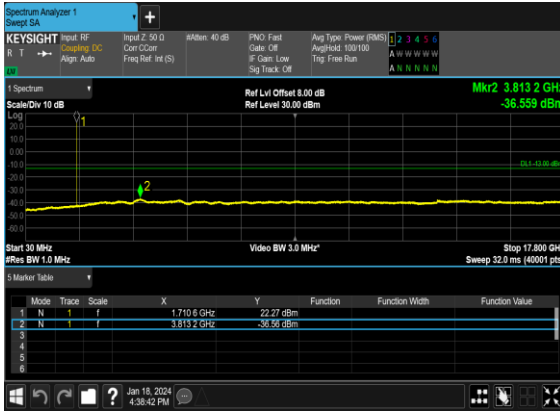 Spectrum Analyzer 1
Swept SA
+
KEYSIGHT Input: RF Input Z: 50 Ω #Atten: 40 dB PNO: Fast Avg Type: Power (RMS) 1 2 3 4 5 6
R T Coupling: DC Corr CCorr Gate: Off Avg|Hold: 100/100 A W W W W W
Align: Auto Freq Ref: Int (S) IF Gain: Low Trig: Free Run
Sig Track: Off A N N N N N
1 Spectrum Ref Lvl Offset 8.00 dB Mkr2 3.813 2 GHz
Scale/Div 10 dB Ref Level 30.00 dBm -36.559 dBm
Log
20.0
10.0
0.00
-10.0
-20.0
-30.0
-40.0
-50.0
-60.0
1
2
DL1 -13.00 dBm
Start 30 MHz Video BW 3.0 MHz* Stop 17.800 GHz
#Res BW 1.0 MHz Sweep 32.0 ms (40001 pts)
5 Marker Table
Mode Trace Scale X Y Function Function Width Function Value
1 N 1 f 1.710 6 GHz 22.27 dBm
2 N 1 f 3.813 2 GHz -36.56 dBm
3
4
5
6
? Jan 18, 2024
4:38:42 PM